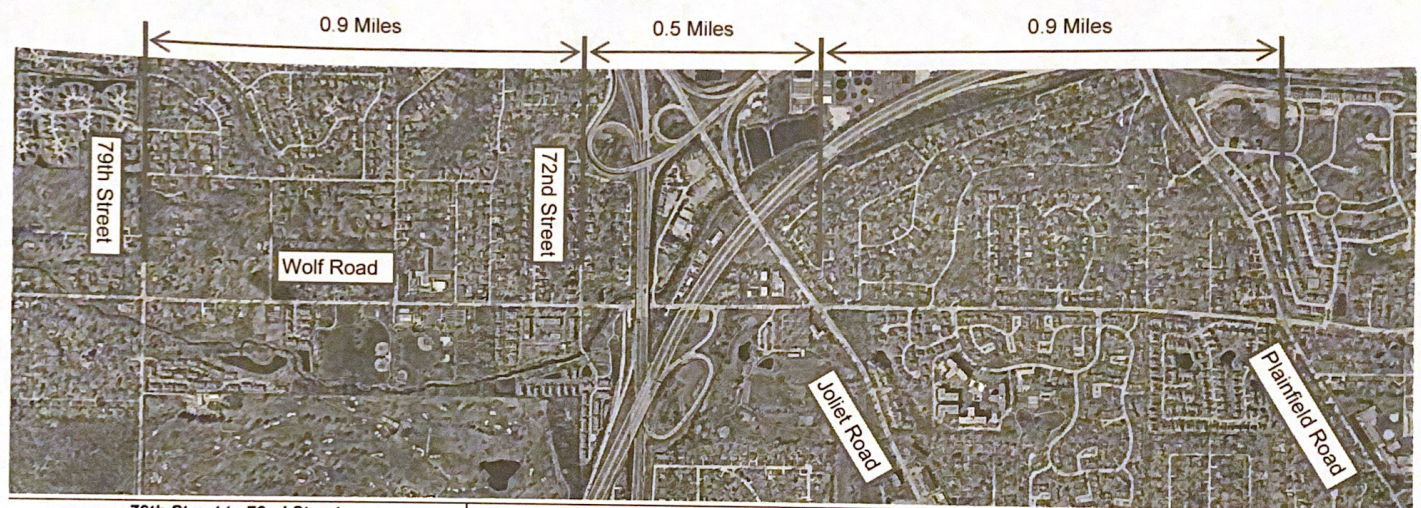 0.9 Miles
0.5 Miles
0.9 Miles
79th Street
72nd Street
Wolf Road
Joliet Road
Plainfield Road